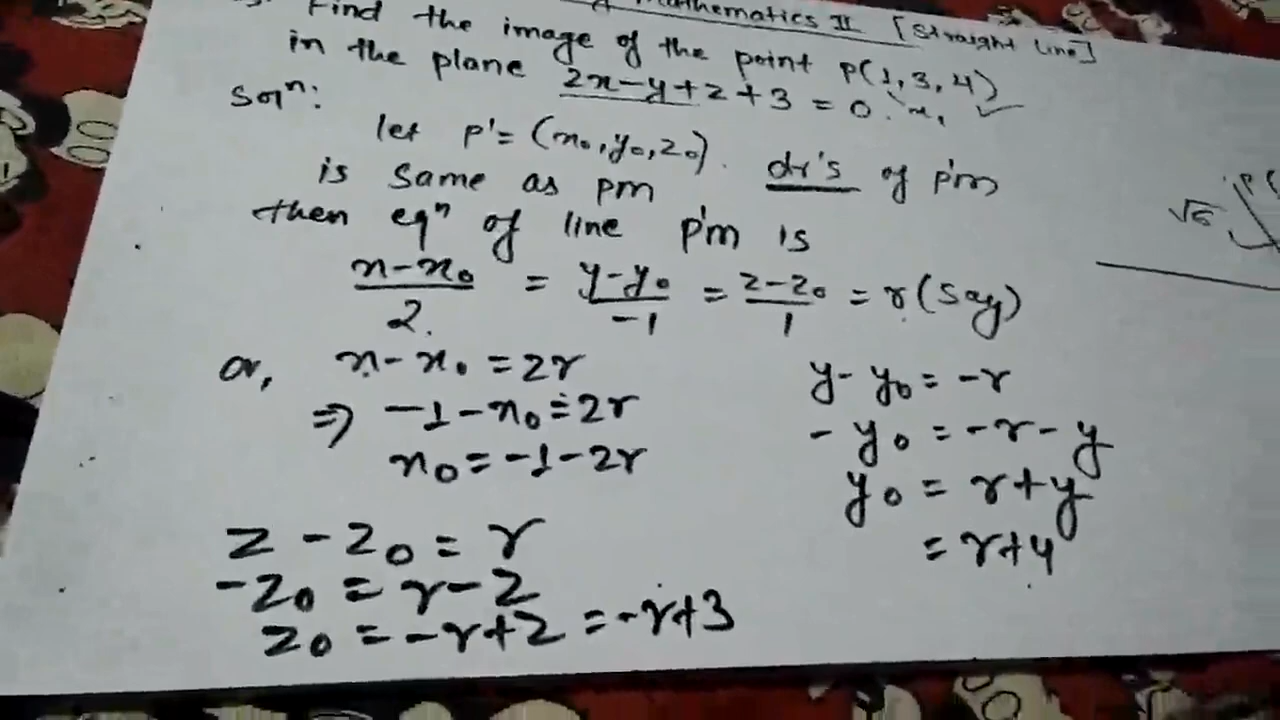 Mathematics II [Straight Line]
Find the image of the point P(1, 3, 4)
in the plane 2x-y+z+3=0.
Solⁿ:
let P'= (x₀, y₀, z₀). dr's of P'm
is same as pm
then eqⁿ of line P'm is
(x-x₀)/2 = (y-y₀)/-1 = (z-z₀)/1 = r (say)
or, x-x₀ = 2r
⇒ -1-x₀ = 2r
x₀ = -1-2r
y-y₀ = -r
-y₀ = -r-y
y₀ = r+y
= r+4
z-z₀ = r
-z₀ = r-z
z₀ = -r+z = -r+3
√6
P(